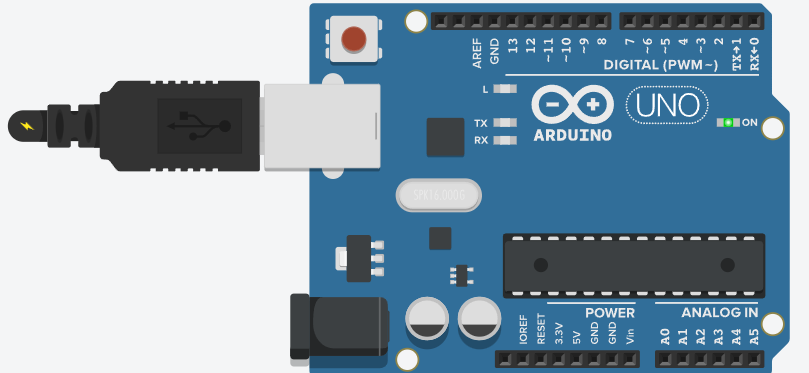 AREF
GND
13
12
~11
~10
~9
8
7
~6
~5
4
~3
2
TX→1
RX←0
DIGITAL (PWM~)
L
TX
RX
UNO
ARDUINO
ON
SPK16.000G
POWER
ANALOG IN
IOREF
RESET
3.3V
5V
GND
GND
Vin
A0
A1
A2
A3
A4
A5